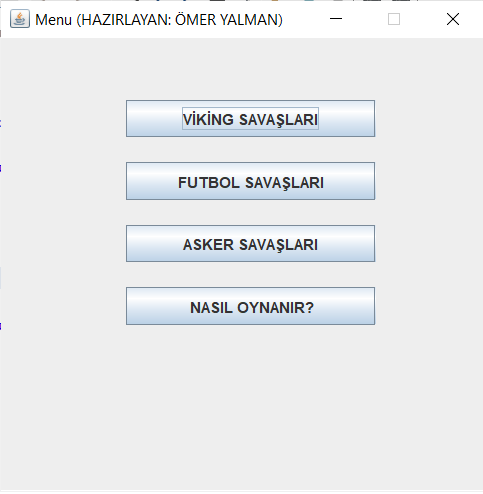 Menu (HAZIRLAYAN: ÖMER YALMAN)
VİKİNG SAVAŞLARI
FUTBOL SAVAŞLARI
ASKER SAVAŞLARI
NASIL OYNANIR?